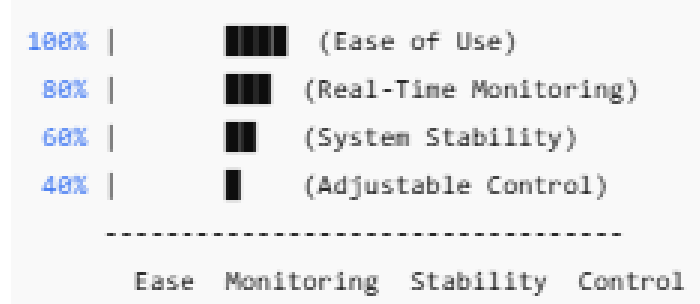 100% | ████ (Ease of Use)
80% | ███ (Real-Time Monitoring)
60% | ██ (System Stability)
40% | █ (Adjustable Control)
----------------------------------
Ease Monitoring Stability Control